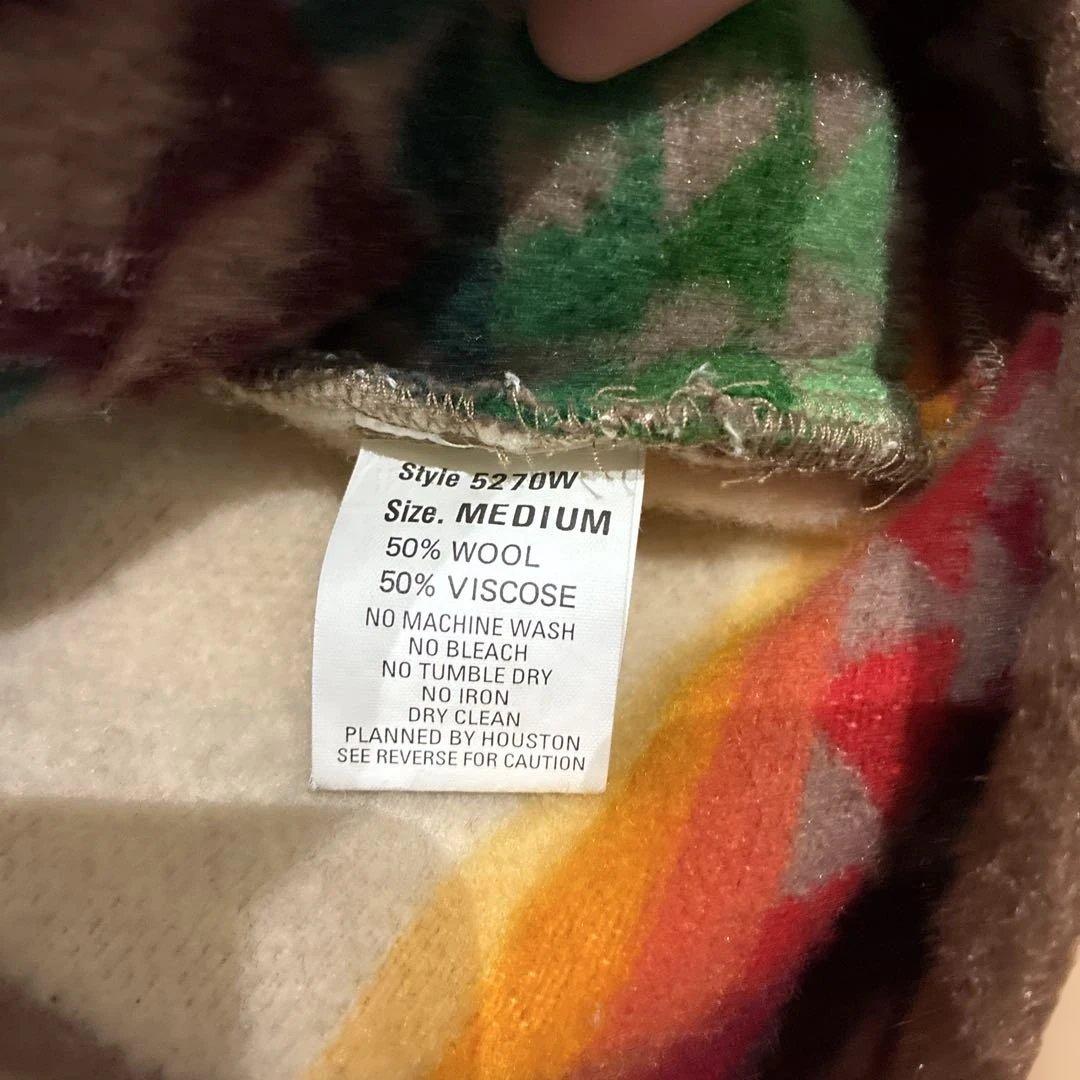 Style 5270W
Size. MEDIUM
50% WOOL
50% VISCOSE
NO MACHINE WASH
NO BLEACH
NO TUMBLE DRY
NO IRON
DRY CLEAN
PLANNED BY HOUSTON
SEE REVERSE FOR CAUTION